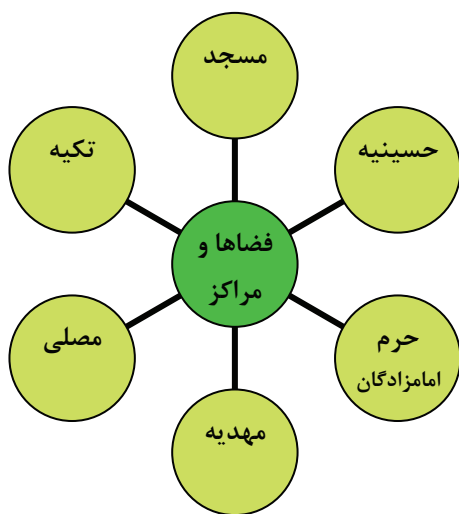 مسجد
حسینیه
تکیه
فضاها و
مراکز
حرم
امامزادگان
مصلی
مهدیه